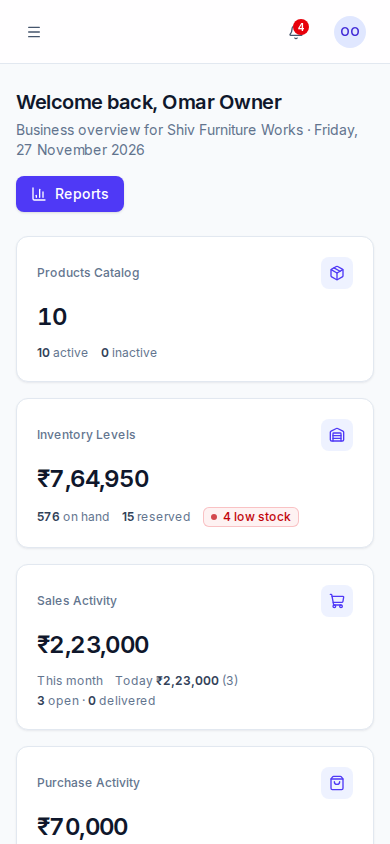 4
OO
Welcome back, Omar Owner
Business overview for Shiv Furniture Works · Friday,
27 November 2026
Reports
Products Catalog
10
10 active 0 inactive
Inventory Levels
₹7,64,950
576 on hand 15 reserved 4 low stock
Sales Activity
₹2,23,000
This month Today ₹2,23,000 (3)
3 open · 0 delivered
Purchase Activity
₹70,000